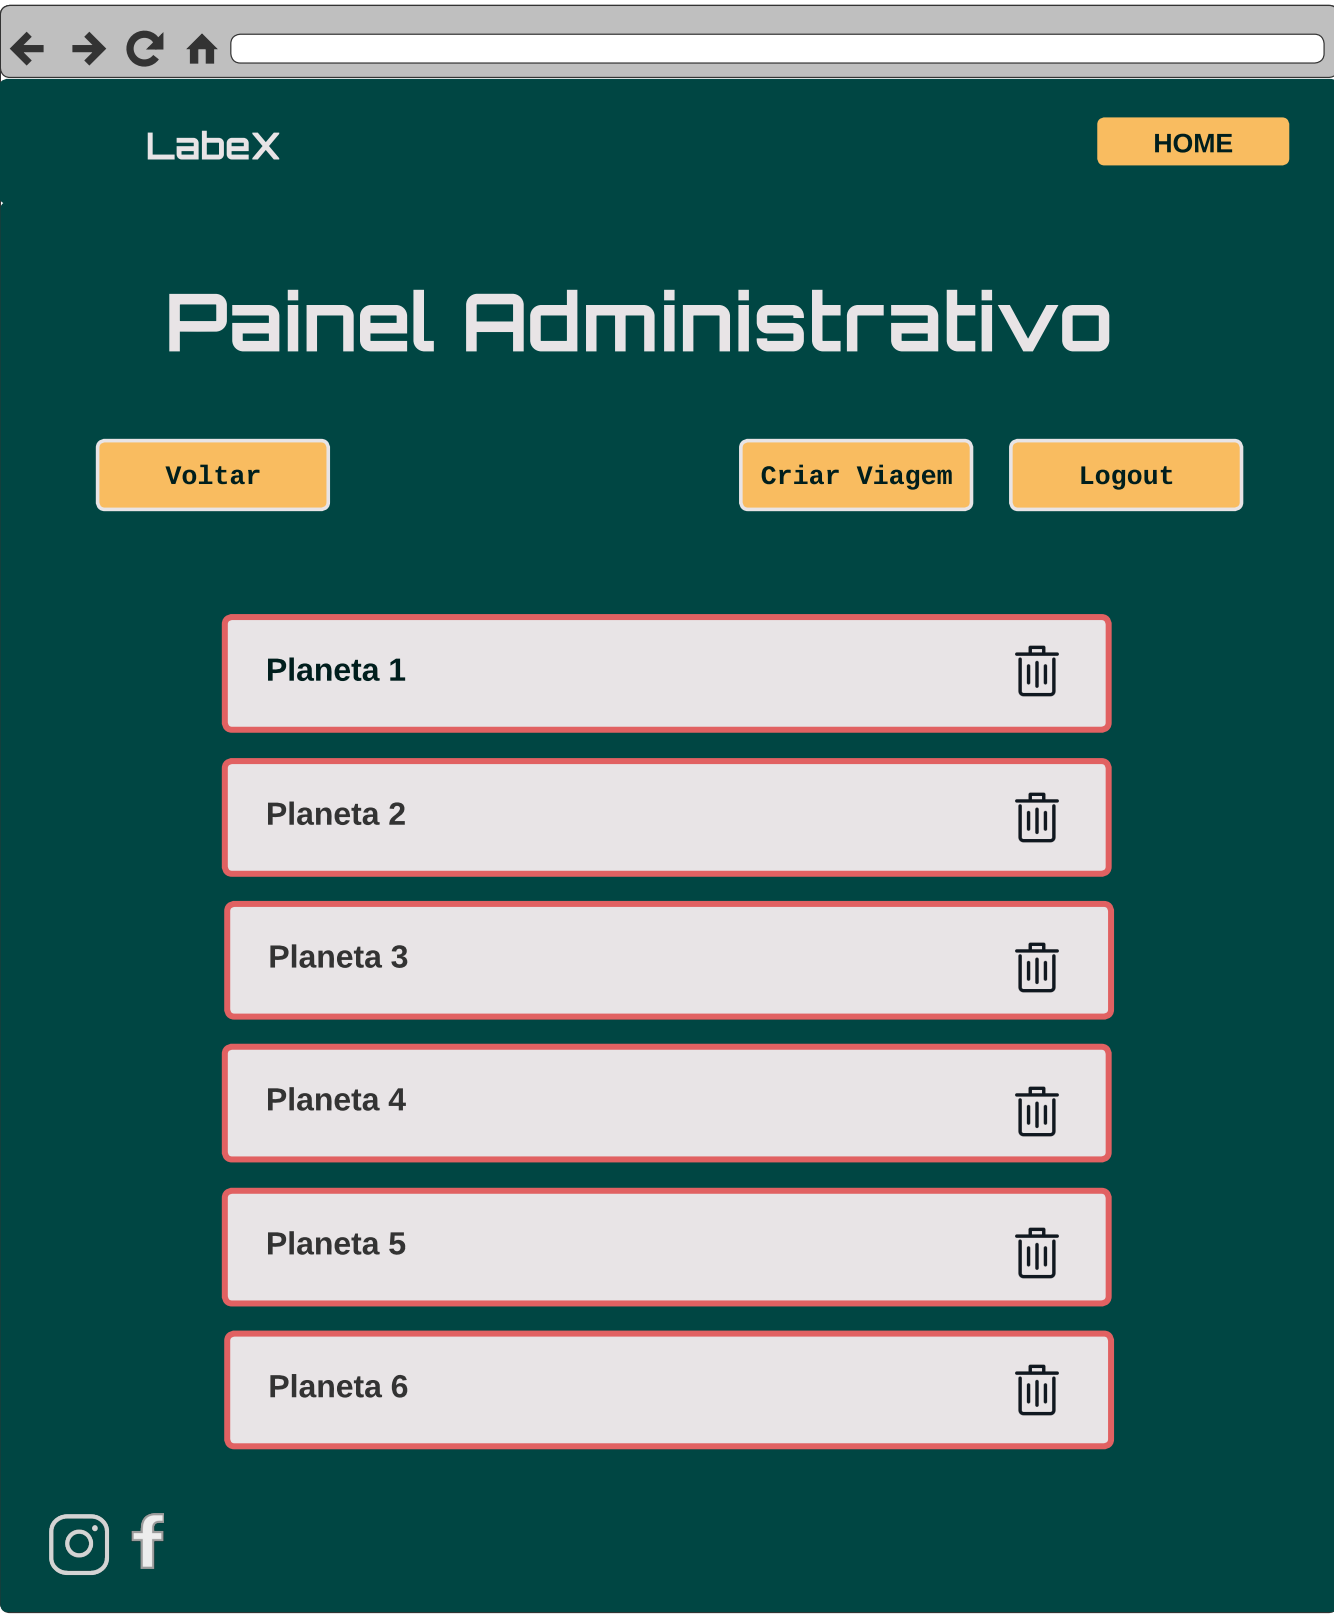 LabeX
HOME
Painel Administrativo
Voltar
Criar Viagem
Logout
Planeta 1
Planeta 2
Planeta 3
Planeta 4
Planeta 5
Planeta 6